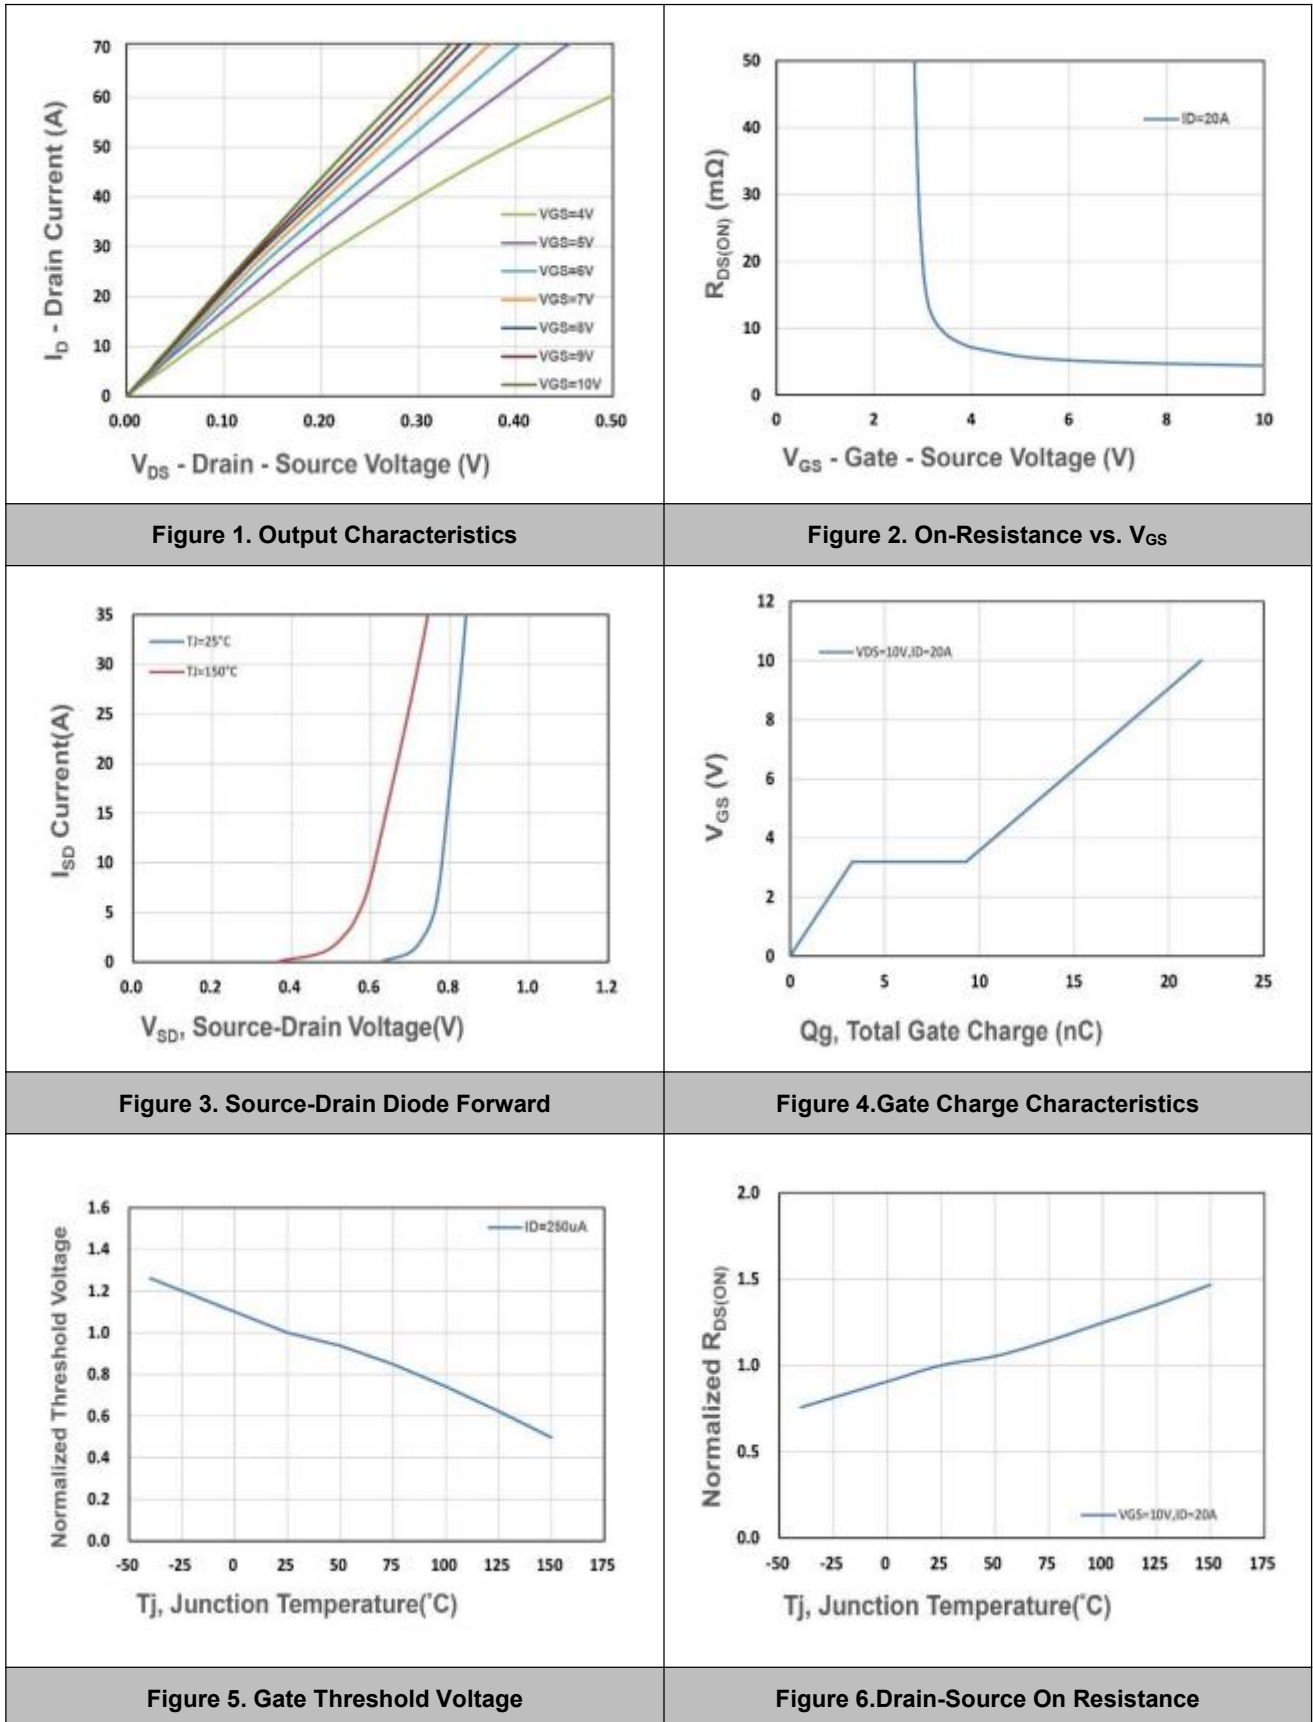 70
60
50
40
30
20
10
0
0.00 0.10 0.20 0.30 0.40 0.50
I_D - Drain Current (A)
VGS=4V
VGS=5V
VGS=6V
VGS=7V
VGS=8V
VGS=9V
VGS=10V
V_DS - Drain - Source Voltage (V)
Figure 1. Output Characteristics
50
40
30
20
10
0
0 2 4 6 8 10
R_DS(ON) (mΩ)
ID=20A
V_GS - Gate - Source Voltage (V)
Figure 2. On-Resistance vs. V_GS
35
30
25
20
15
10
5
0
0.0 0.2 0.4 0.6 0.8 1.0 1.2
I_SD Current(A)
TJ=25°C
TJ=150°C
V_SD, Source-Drain Voltage(V)
Figure 3. Source-Drain Diode Forward
12
10
8
6
4
2
0
0 5 10 15 20 25
V_GS (V)
VDS=10V,ID=20A
Qg, Total Gate Charge (nC)
Figure 4.Gate Charge Characteristics
1.6
1.4
1.2
1.0
0.8
0.6
0.4
0.2
0.0
-50 -25 0 25 50 75 100 125 150 175
Normalized Threshold Voltage
ID=250uA
Tj, Junction Temperature(°C)
Figure 5. Gate Threshold Voltage
2.0
1.5
1.0
0.5
0.0
-50 -25 0 25 50 75 100 125 150 175
Normalized R_DS(ON)
VGS=10V,ID=20A
Tj, Junction Temperature(°C)
Figure 6.Drain-Source On Resistance